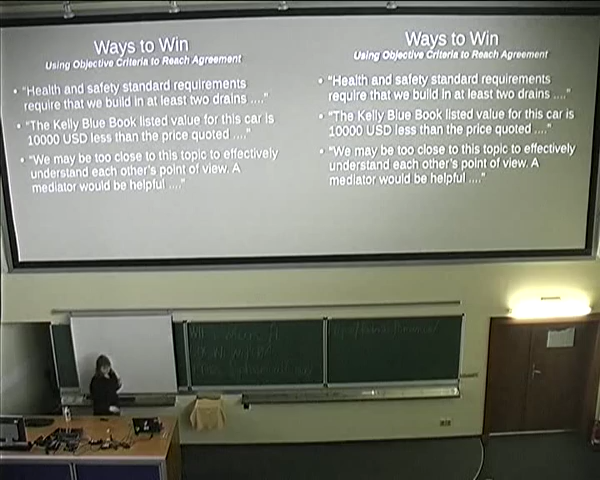 Ways to Win
Using Objective Criteria to Reach Agreement
• "Health and safety standard requirements
require that we build in at least two drains ...."
• "The Kelly Blue Book listed value for this car is
10000 USD less than the price quoted ...."
• "We may be too close to this topic to effectively
understand each other's point of view. A
mediator would be helpful ...."
Ways to Win
Using Objective Criteria to Reach Agreement
• "Health and safety standard requirements
require that we build in at least two drains ...."
• "The Kelly Blue Book listed value for this car is
10000 USD less than the price quoted ...."
• "We may be too close to this topic to effectively
understand each other's point of view. A
mediator would be helpful ...."